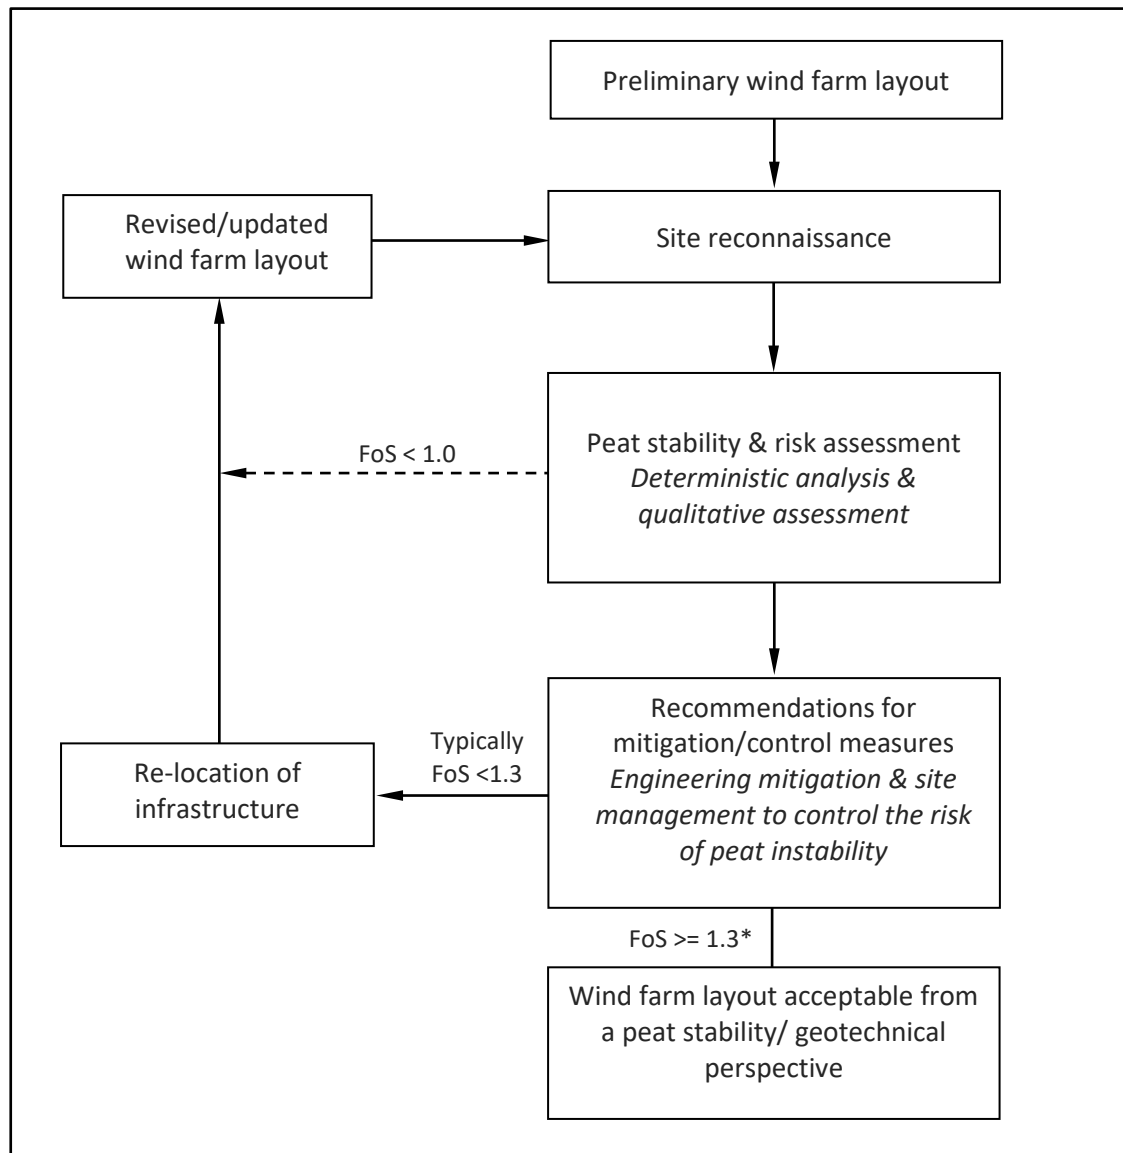 Preliminary wind farm layout
Revised/updated
wind farm layout
Site reconnaissance
FoS < 1.0
Peat stability & risk assessment
Deterministic analysis &
qualitative assessment
Typically
FoS <1.3
Re-location of
infrastructure
Recommendations for
mitigation/control measures
Engineering mitigation & site
management to control the risk
of peat instability
FoS >= 1.3*
Wind farm layout acceptable from
a peat stability/ geotechnical
perspective